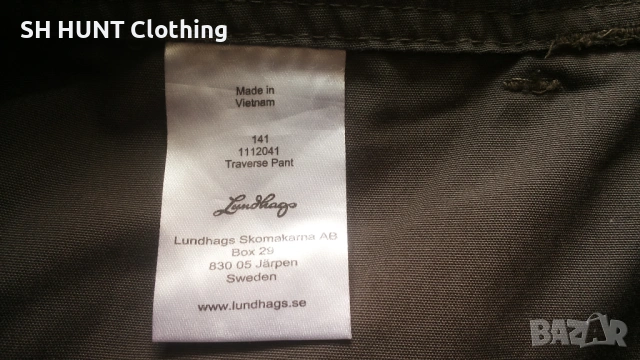 SH HUNT Clothing
Made in
Vietnam
141
1112041
Traverse Pant
Lundhags
Lundhags Skomakarna AB
Box 29
830 05 Järpen
Sweden
www.lundhags.se
BAZAR